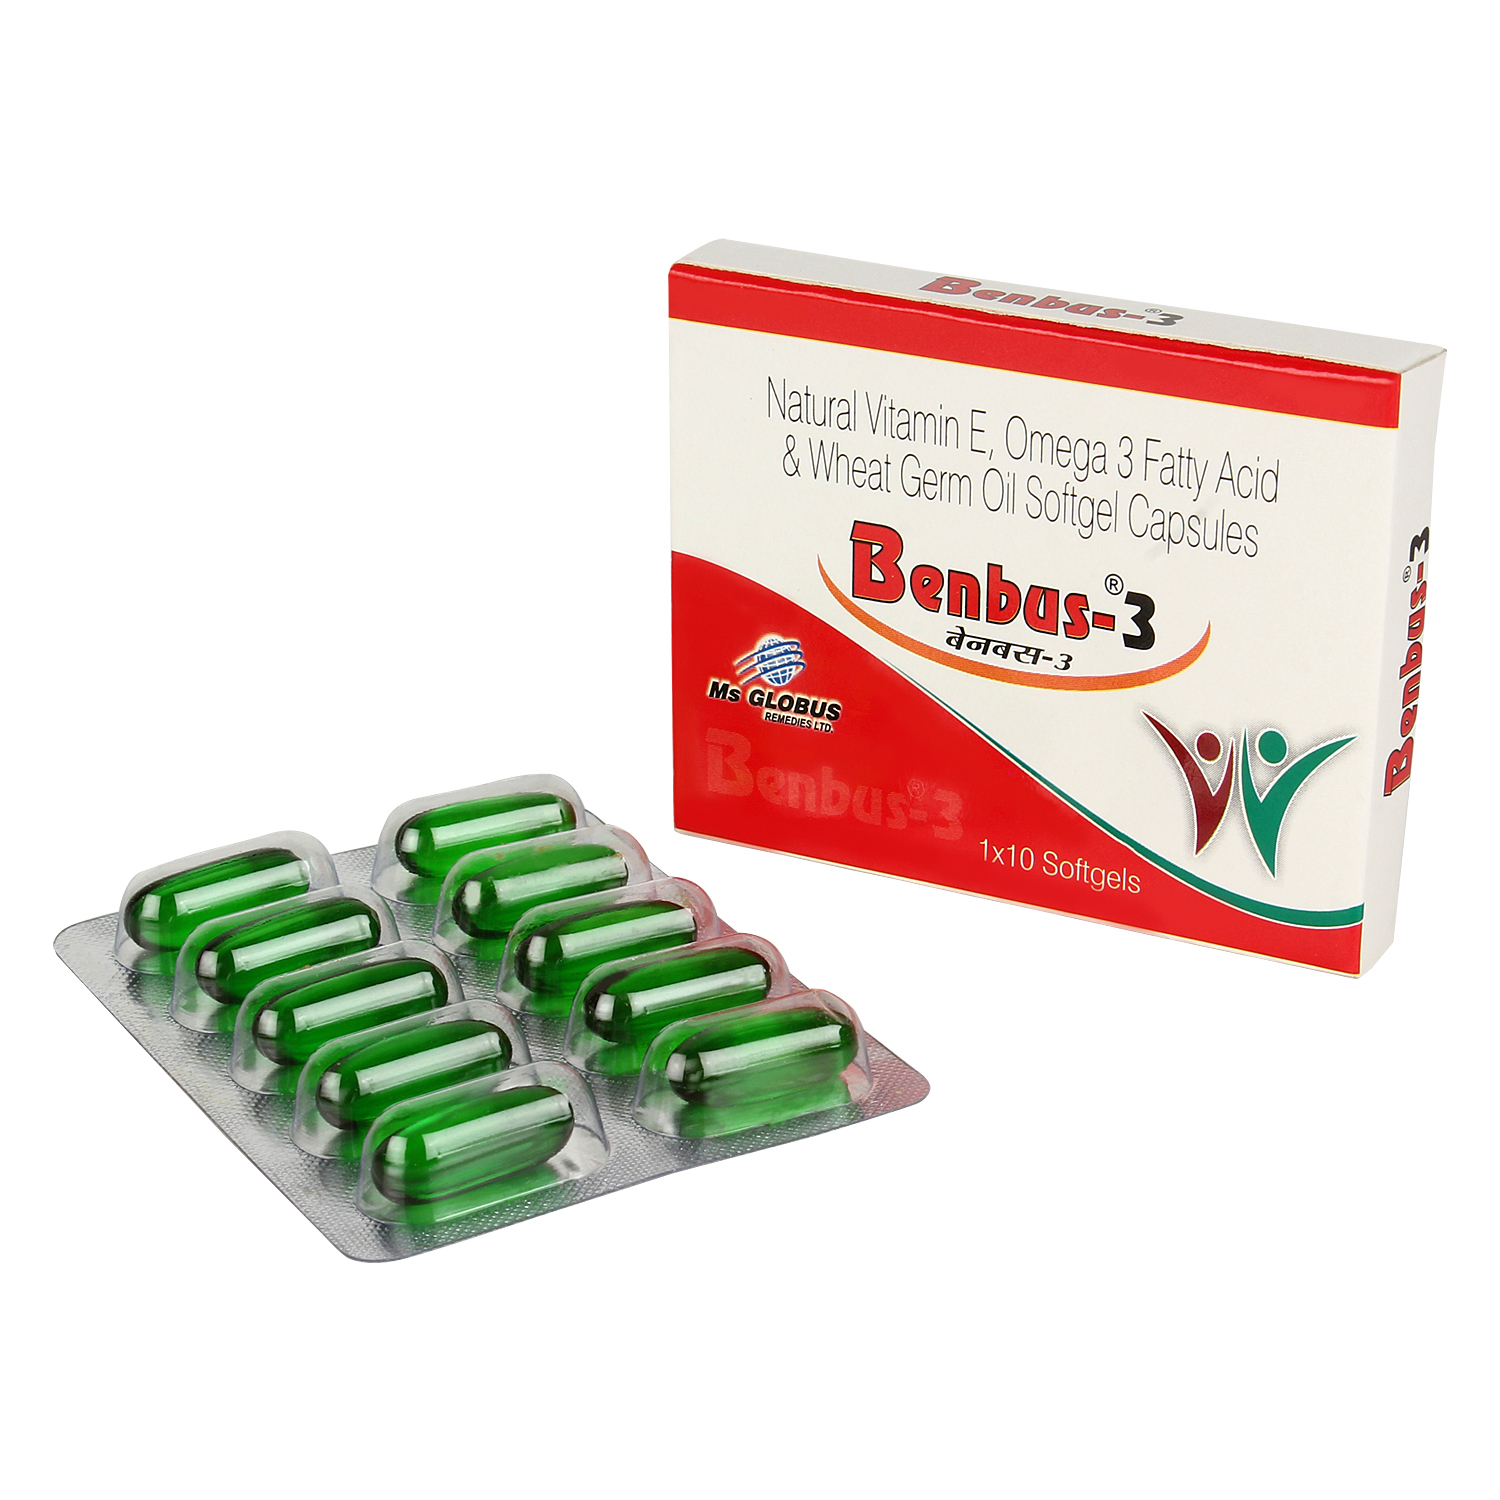 Benbus-®3
Natural Vitamin E, Omega 3 Fatty Acid
& Wheat Germ Oil Softgel Capsules
Benbus-®3
बेनबस-3
Ms GLOBUS
REMEDIES LTD.
Benbus-®3
1x10 Softgels
Benbus-®3